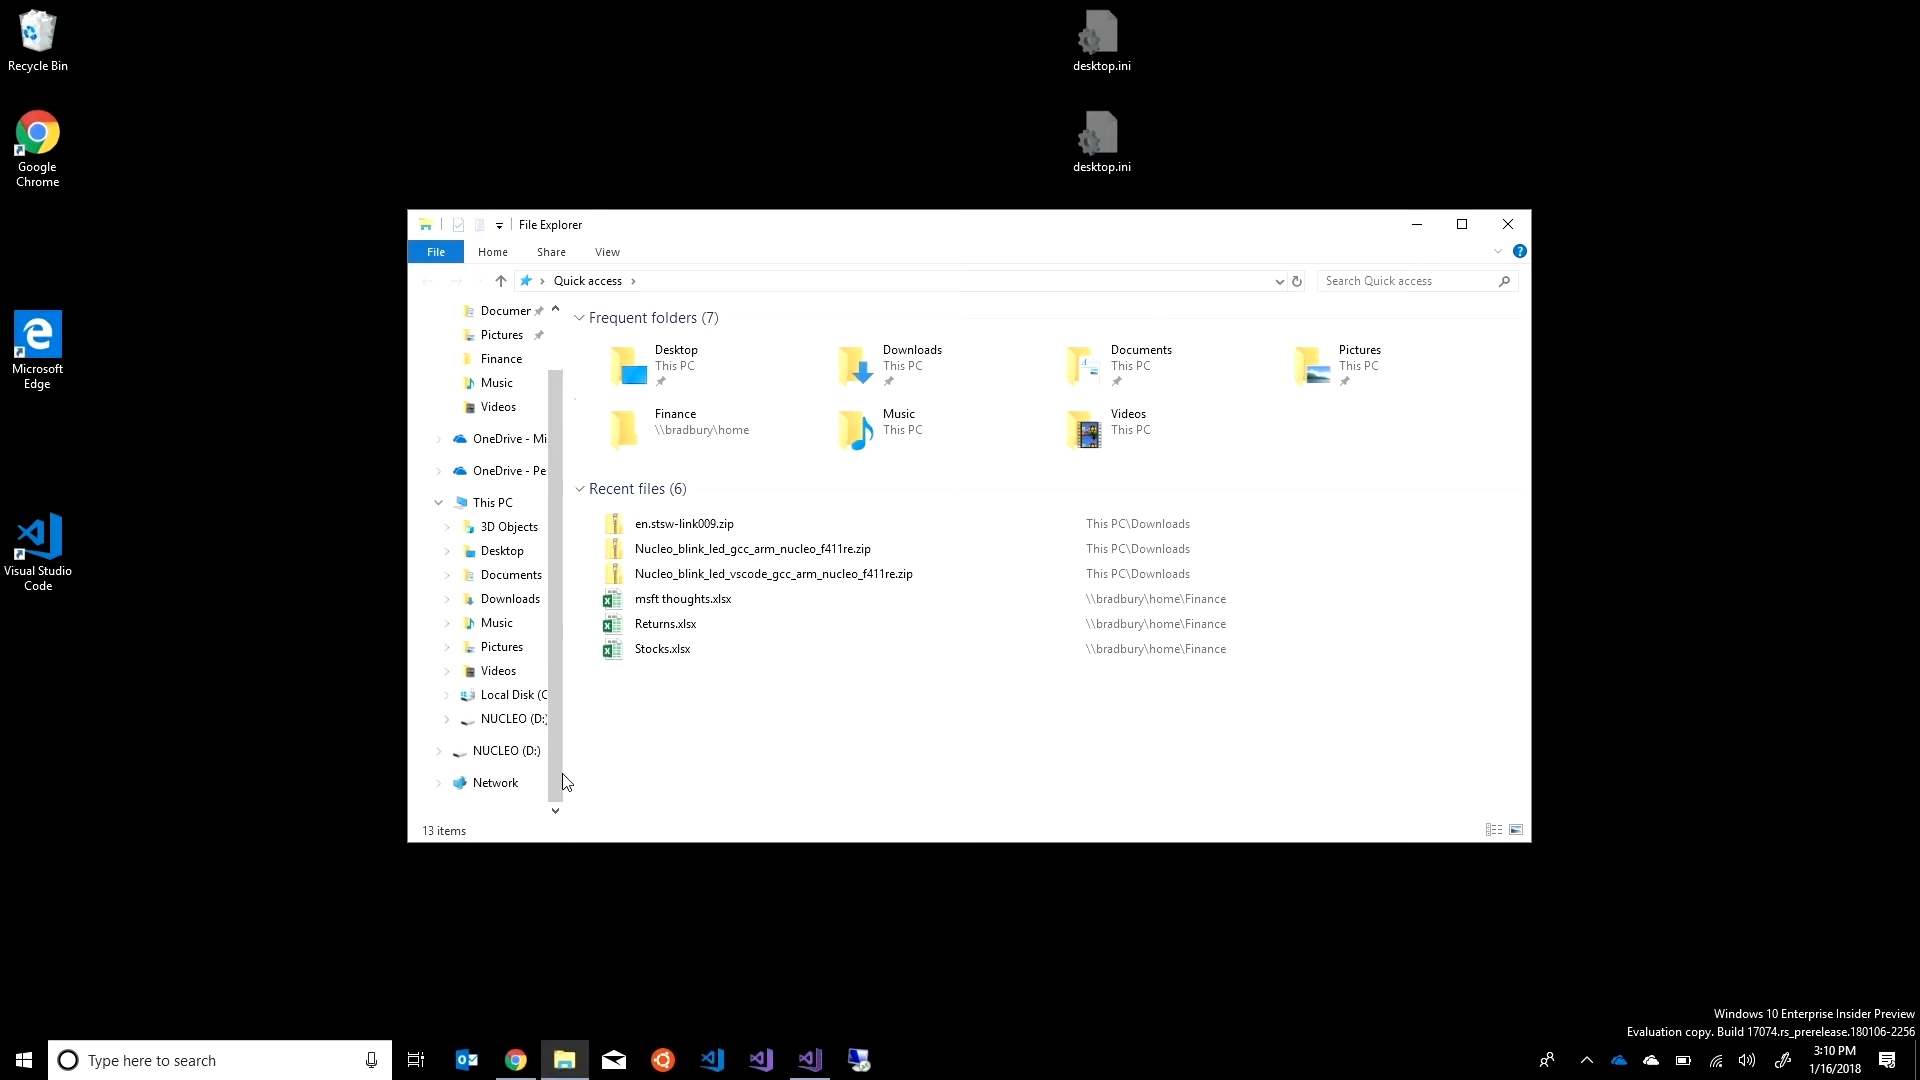 Recycle Bin
desktop.ini
Google
Chrome
desktop.ini
Microsoft
Edge
Visual Studio
Code
File Explorer
File Home Share View
Quick access
Search Quick access
Documer
Pictures
Finance
Music
Videos
OneDrive - Mi
OneDrive - Pe
This PC
3D Objects
Desktop
Documents
Downloads
Music
Pictures
Videos
Local Disk (C
NUCLEO (D:)
NUCLEO (D:)
Network
Frequent folders (7)
Desktop
This PC
Downloads
This PC
Documents
This PC
Pictures
This PC
Finance
\\bradbury\home
Music
This PC
Videos
This PC
Recent files (6)
en.stsw-link009.zip This PC\Downloads
Nucleo_blink_led_gcc_arm_nucleo_f411re.zip This PC\Downloads
Nucleo_blink_led_vscode_gcc_arm_nucleo_f411re.zip This PC\Downloads
msft thoughts.xlsx \\bradbury\home\Finance
Returns.xlsx \\bradbury\home\Finance
Stocks.xlsx \\bradbury\home\Finance
13 items
Windows 10 Enterprise Insider Preview
Evaluation copy. Build 17074.rs_prerelease.180106-2256
Type here to search
3:10 PM
1/16/2018